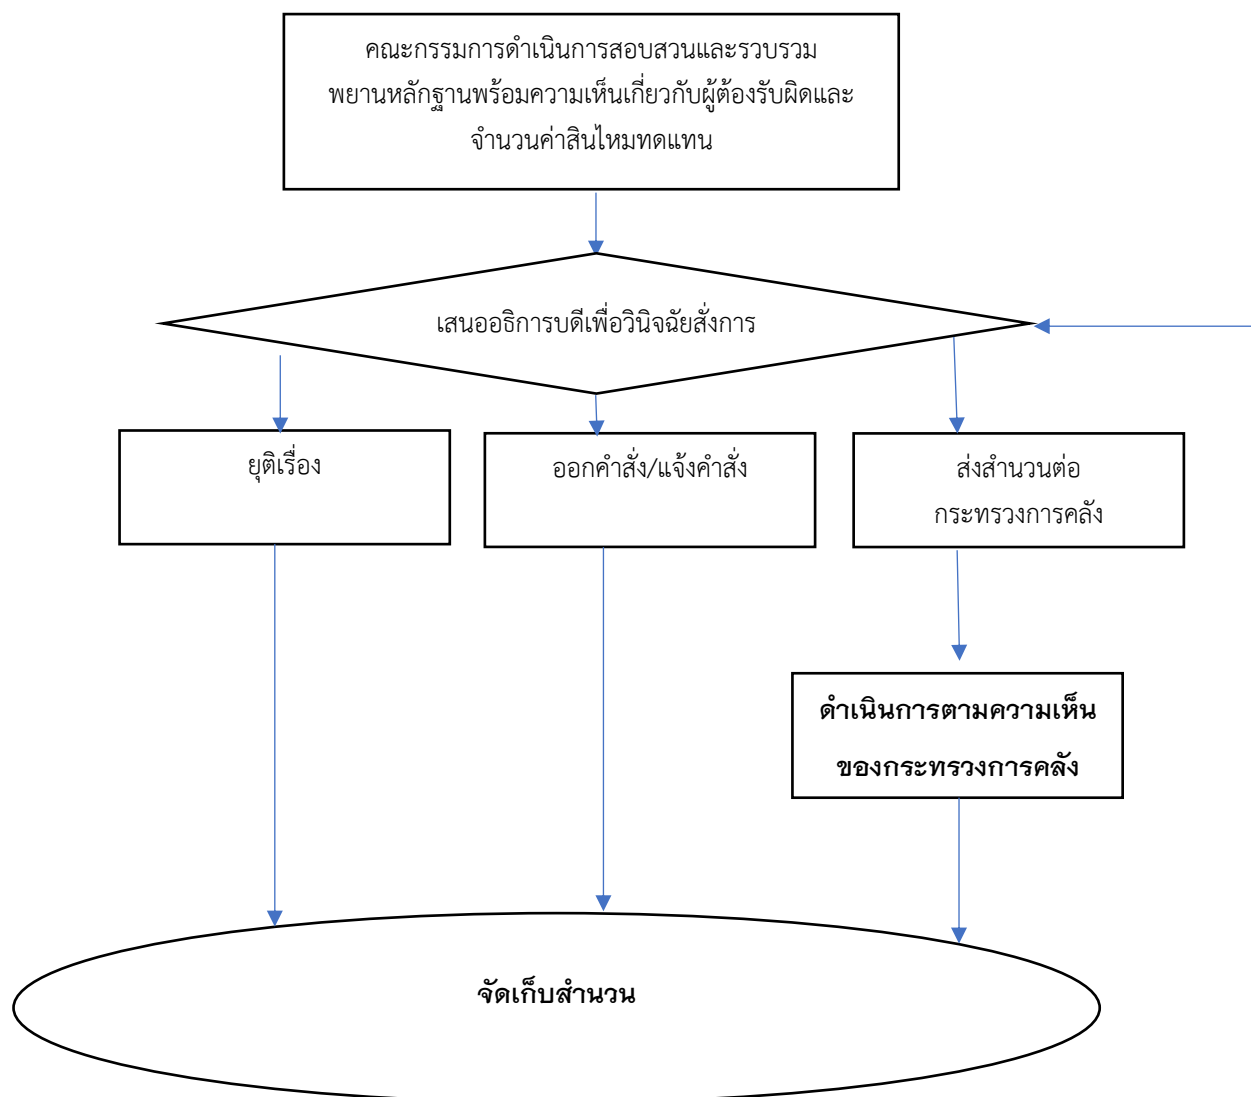 คณะกรรมการดำเนินการสอบสวนและรวบรวม
พยานหลักฐานพร้อมความเห็นเกี่ยวกับผู้ต้องรับผิดและ
จำนวนค่าสินไหมทดแทน
เสนออธิการบดีเพื่อวินิจฉัยสั่งการ
ยุติเรื่อง
ออกคำสั่ง/แจ้งคำสั่ง
ส่งสำนวนต่อ
กระทรวงการคลัง
ดำเนินการตามความเห็น
ของกระทรวงการคลัง
จัดเก็บสำนวน